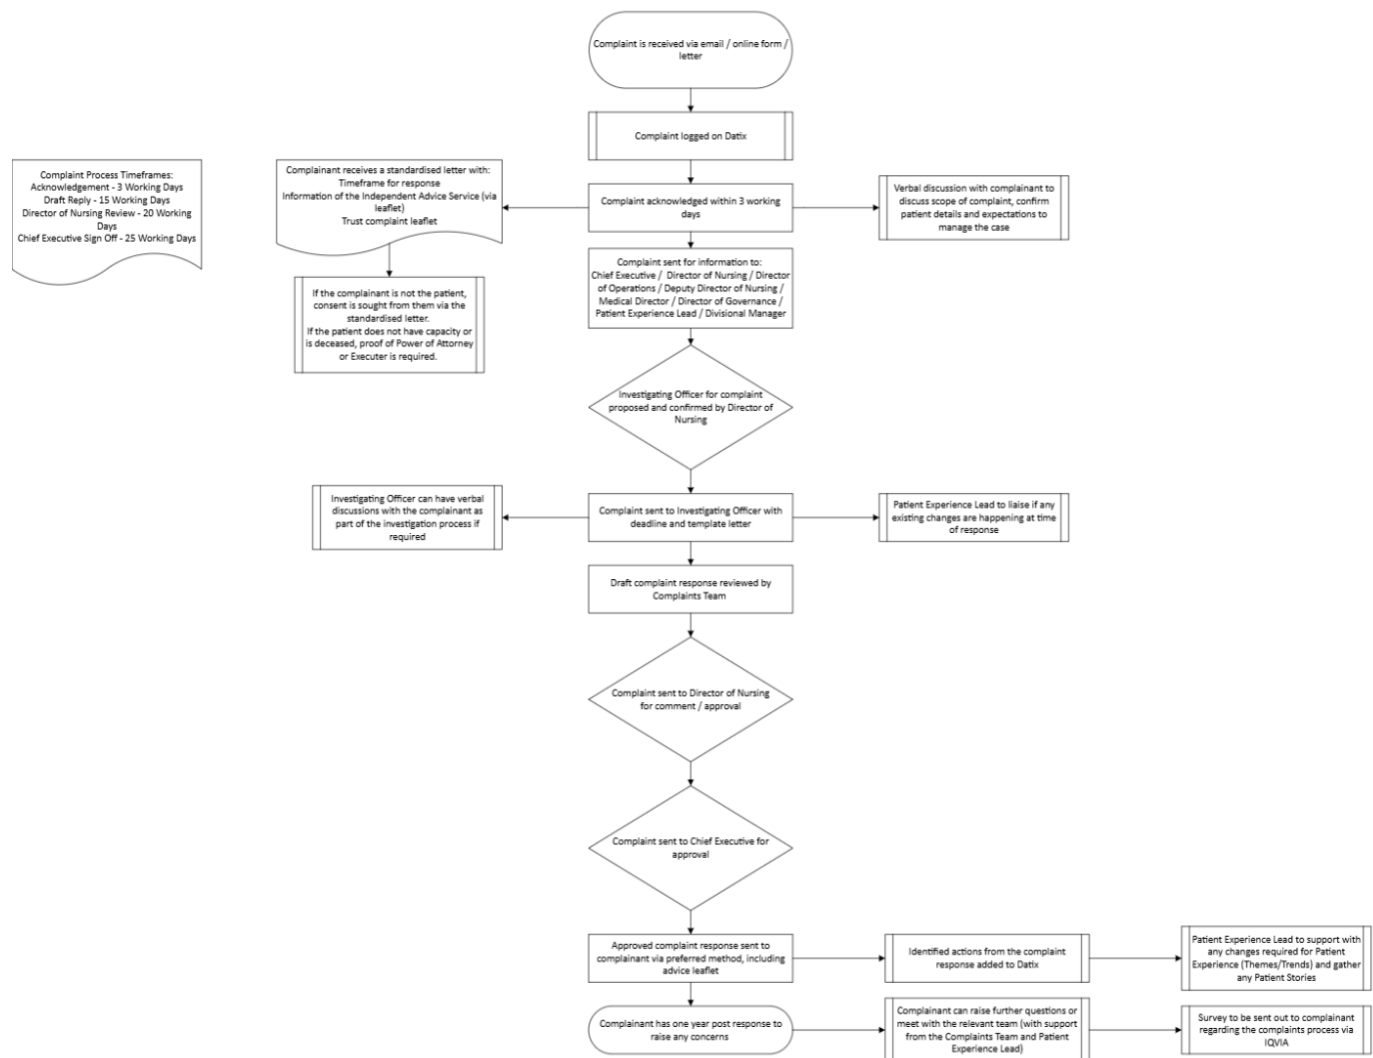 Complaint is received via email / online form /
letter
Complaint logged on Datix
Complaint Process Timeframes:
Acknowledgement - 3 Working Days
Draft Reply - 15 Working Days
Director of Nursing Review - 20 Working
Days
Chief Executive Sign Off - 25 Working Days
Complainant receives a standardised letter with:
Timeframe for response
Information of the Independent Advice Service (via
leaflet)
Trust complaint leaflet
Complaint acknowledged within 3 working
days
Verbal discussion with complainant to
discuss scope of complaint, confirm
patient details and expectations to
manage the case
If the complainant is not the patient,
consent is sought from them via the
standardised letter.
If the patient does not have capacity or
is deceased, proof of Power of Attorney
or Executer is required.
Complaint sent for information to:
Chief Executive / Director of Nursing / Director
of Operations / Deputy Director of Nursing /
Medical Director / Director of Governance /
Patient Experience Lead / Divisional Manager
Investigating Officer for complaint
proposed and confirmed by Director of
Nursing
Investigating Officer can have verbal
discussions with the complainant as
part of the investigation process if
required
Complaint sent to Investigating Officer with
deadline and template letter
Patient Experience Lead to liaise if any
existing changes are happening at time
of response
Draft complaint response reviewed by
Complaints Team
Complaint sent to Director of Nursing
for comment / approval
Complaint sent to Chief Executive for
approval
Approved complaint response sent to
complainant via preferred method, including
advice leaflet
Identified actions from the complaint
response added to Datix
Patient Experience Lead to support with
any changes required for Patient
Experience (Themes/Trends) and gather
any Patient Stories
Complainant has one year post response to
raise any concerns
Complainant can raise further questions or
meet with the relevant team (with support
from the Complaints Team and Patient
Experience Lead)
Survey to be sent out to complainant
regarding the complaints process via
IQVIA